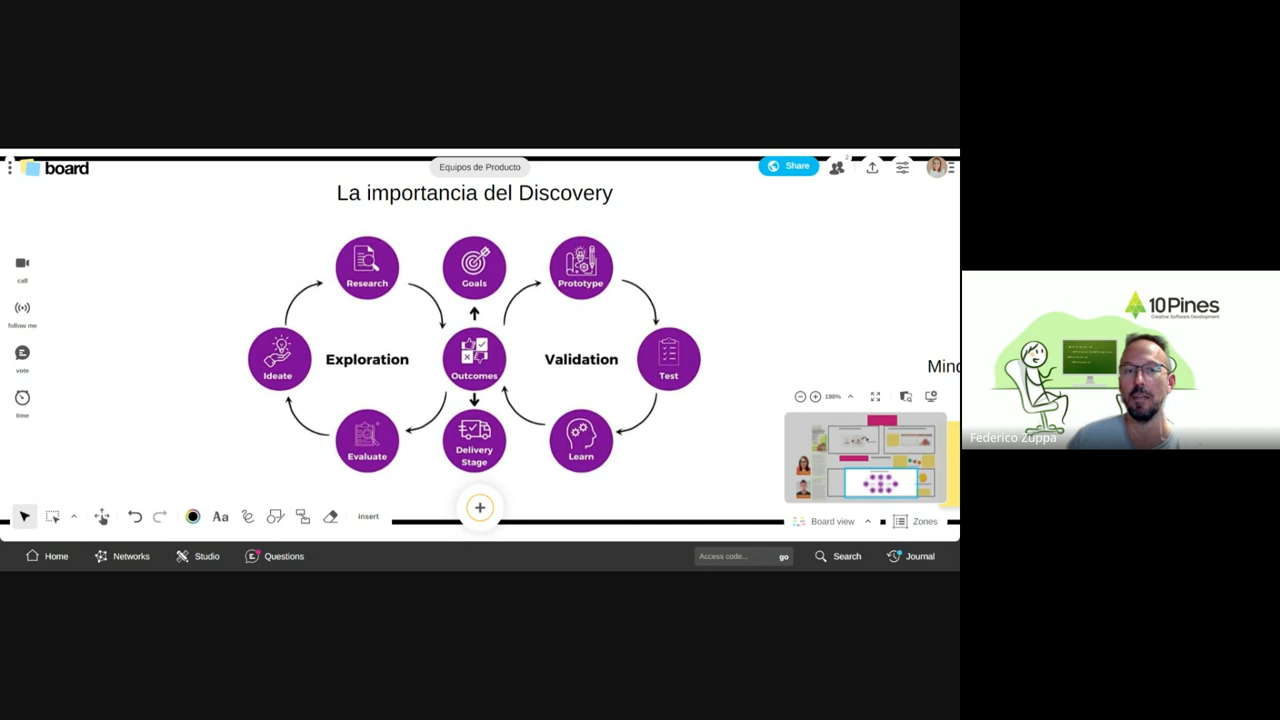 board
Equipos de Producto
Share
2
La importancia del Discovery
call
follow me
vote
time
Research
Goals
Prototype
Ideate
Exploration
Outcomes
Validation
Test
Evaluate
Delivery
Stage
Learn
Mind
190%
Aa
insert
Board view
Zones
Home
Networks
Studio
Questions
Access code...
go
Search
Journal
10Pines
Creative Software Development
Federico Zuppa